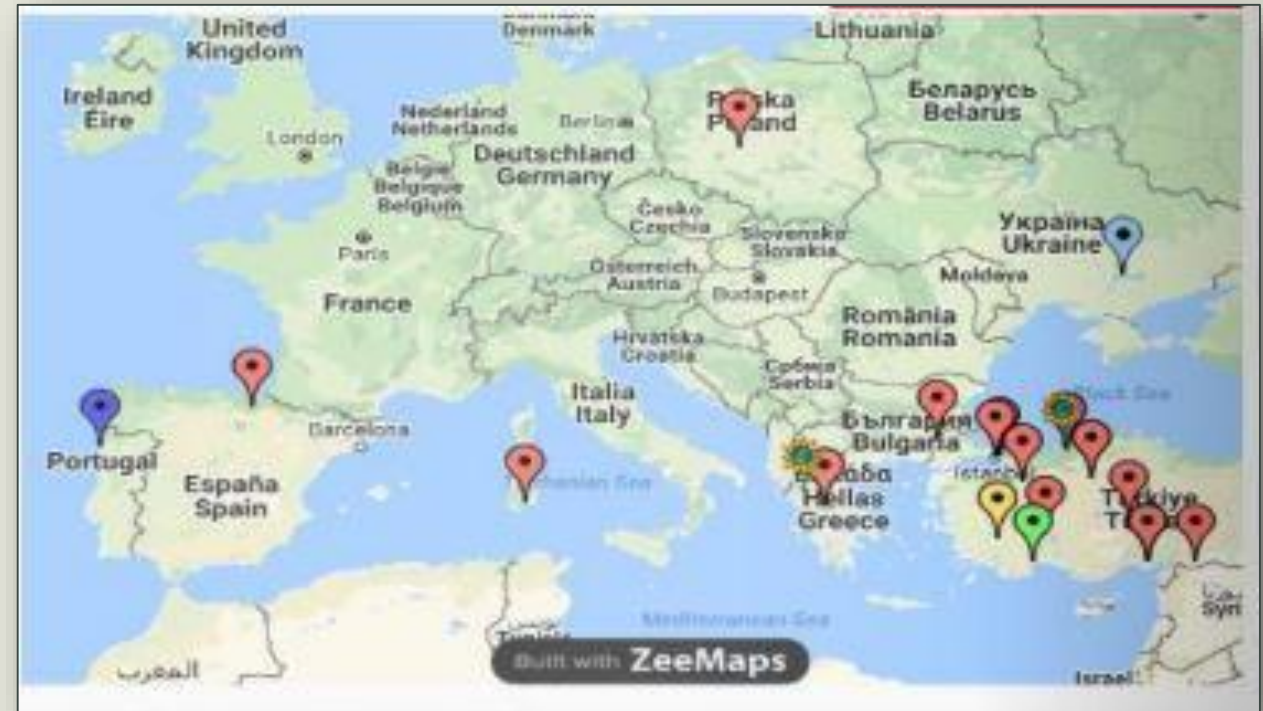 United
Kingdom
Denmark
Lithuania
Ireland
Éire
London
Nederland
Netherlands
Berlin
Polska
Poland
Беларусь
Belarus
België
Belgique
Belgium
Deutschland
Germany
Paris
Česko
Czechia
Slovensko
Slovakia
Україна
Ukraine
Österreich
Austria
Budapest
Moldova
France
România
Romania
Hrvatska
Croatia
Србија
Serbia
Italia
Italy
Black Sea
България
Bulgaria
Barcelona
Portugal
España
Spain
Istanbul
Hellas
Greece
Türkiye
Mediterranean Sea
المغرب
Israel
Built with ZeeMaps